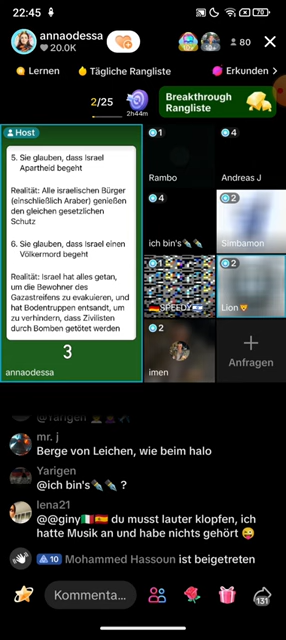 22:45
70
annaodessa
20.0K
80
Lernen
Tägliche Rangliste
Erkunden
2/25
2h44m
Breakthrough
Rangliste
Host
5. Sie glauben, dass Israel
Apartheid begeht
Realität: Alle israelischen Bürger
(einschließlich Araber) genießen
den gleichen gesetzlichen
Schutz
6. Sie glauben, dass Israel einen
Völkermord begeht
Realität: Israel hat alles getan,
um die Bewohner des
Gazastreifens zu evakuieren, und
hat Bodentruppen entsandt, um
zu verhindern, dass Zivilisten
durch Bomben getötet werden
3
annaodessa
1
Rambo
4
Andreas J
4
ich bin's
2
Simbamon
1
SPEEDY
2
Lion
2
imen
Anfragen
@Yarigen
mr. j
Berge von Leichen, wie beim halo
Yarigen
@ich bin's ?
lena21
@@giny du musst lauter klopfen, ich
hatte Musik an und habe nichts gehört
10 Mohammed Hassoun ist beigetreten
Kommenta...
131